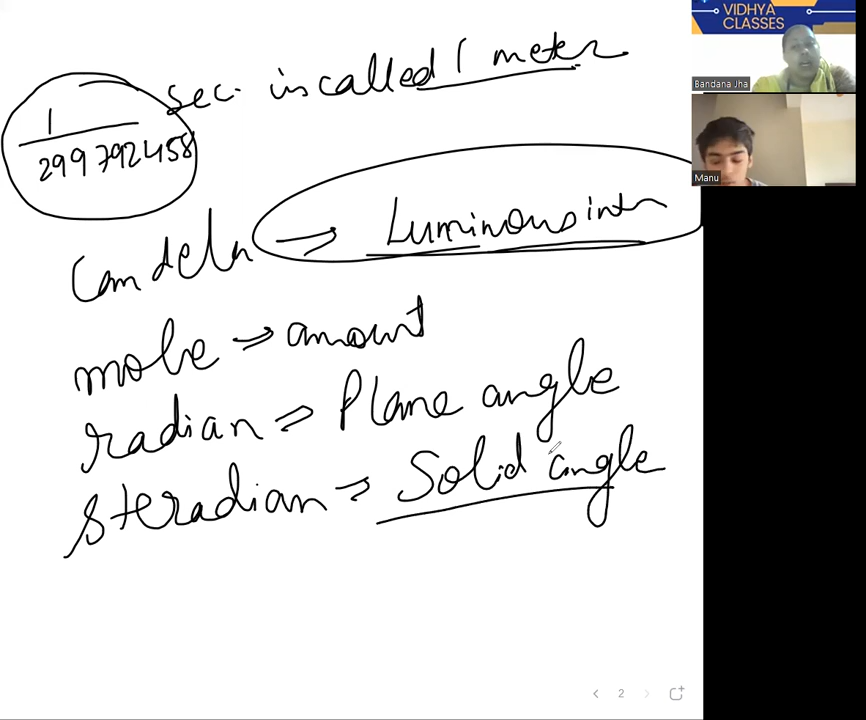 VIDHYA
CLASSES
Bandana Jha
Manu
1
sec. is called 1 meter
299792458
Candela ⇒ Luminous inten
mole ⇒ amount
radian ⇒ Plane angle
steradian ⇒ Solid angle
2